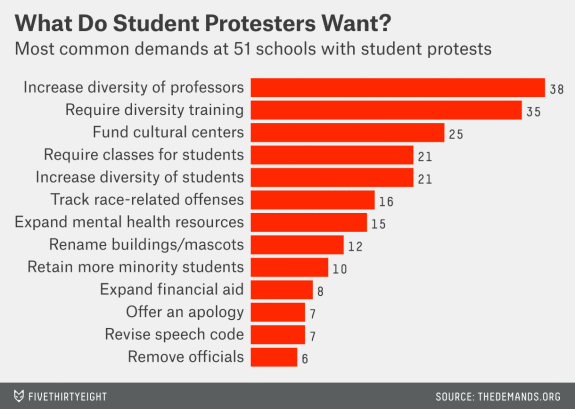 What Do Student Protesters Want?
Most common demands at 51 schools with student protests
Increase diversity of professors 38
Require diversity training 35
Fund cultural centers 25
Require classes for students 21
Increase diversity of students 21
Track race-related offenses 16
Expand mental health resources 15
Rename buildings/mascots 12
Retain more minority students 10
Expand financial aid 8
Offer an apology 7
Revise speech code 7
Remove officials 6
FIVETHIRTYEIGHT SOURCE: THEDEMANDS.ORG